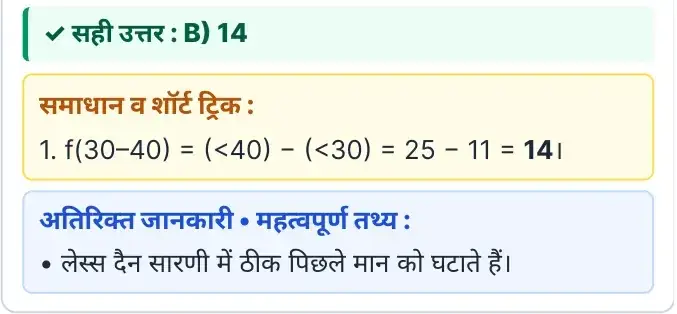 ✓ सही उत्तर : B) 14
समाधान व शॉर्ट ट्रिक :
1. f(30–40) = (<40) − (<30) = 25 − 11 = 14।
अतिरिक्त जानकारी • महत्वपूर्ण तथ्य :
• लेस्स दैन सारणी में ठीक पिछले मान को घटाते हैं।